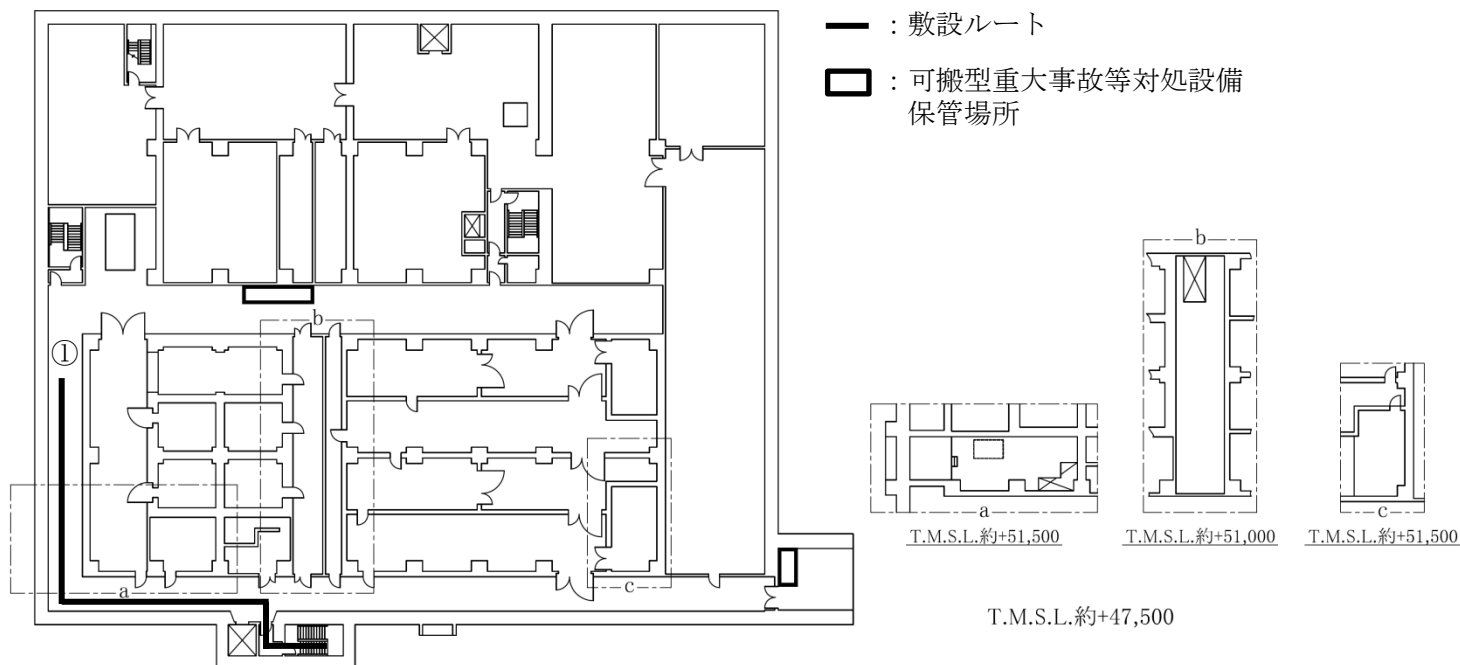 ：敷設ルート
：可搬型重大事故等対処設備
保管場所
①
b
a
c
a
T.M.S.L.約+51,500
b
T.M.S.L.約+51,000
c
T.M.S.L.約+51,500
T.M.S.L.約+47,500